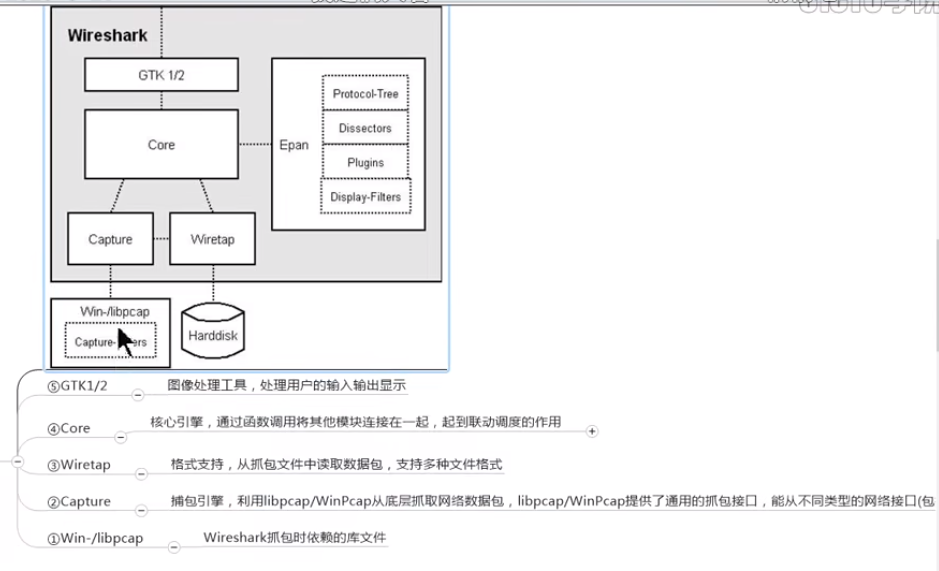 Wireshark
GTK 1/2
Core
Epan
Protocol-Tree
Dissectors
Plugins
Display-Filters
Capture
Wiretap
Win-/libpcap
Harddisk
⑤GTK1/2 图像处理工具，处理用户的输入输出显示
④Core 核心引擎，通过函数调用将其他模块连接在一起，起到联动调度的作用
③Wiretap 格式支持，从抓包文件中读取数据包，支持多种文件格式
②Capture 捕包引擎，利用libpcap/WinPcap从底层抓取网络数据包，libpcap/WinPcap提供了通用的抓包接口，能从不同类型的网络接口(包
①Win-/libpcap Wireshark抓包时依赖的库文件